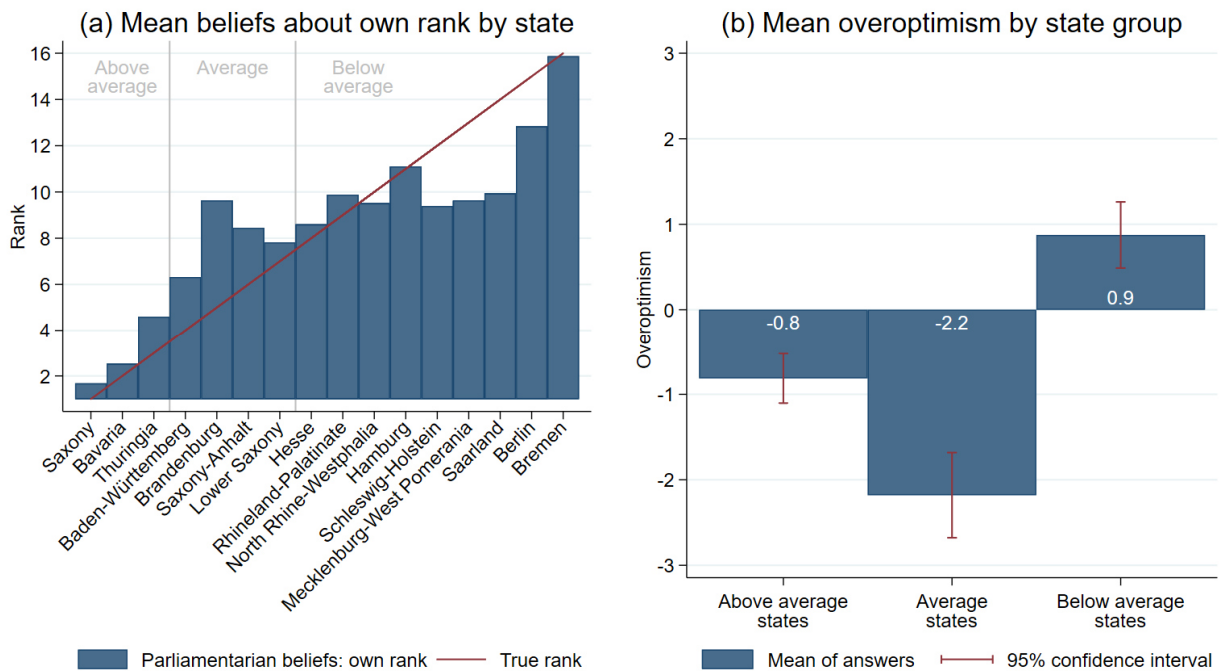 (a) Mean beliefs about own rank by state
Above
average
Average
Below
average
16
14
12
10
8
6
4
2
Rank
Saxony
Bavaria
Thuringia
Baden-Württemberg
Brandenburg
Saxony-Anhalt
Lower Saxony
Hesse
Rhineland-Palatinate
North Rhine-Westphalia
Hamburg
Schleswig-Holstein
Mecklenburg-West Pomerania
Saarland
Berlin
Bremen
Parliamentarian beliefs: own rank
True rank
(b) Mean overoptimism by state group
3
2
1
0
-1
-2
-3
Overoptimism
-0.8
-2.2
0.9
Above average
states
Average
states
Below average
states
Mean of answers
95% confidence interval